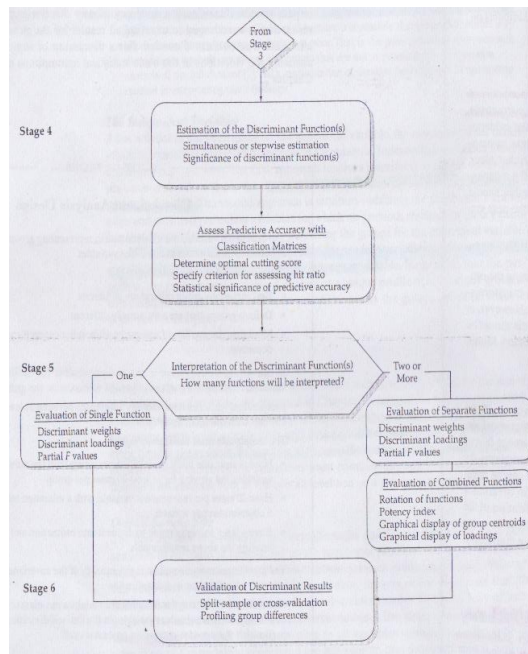 From
Stage
3
Stage 4
Estimation of the Discriminant Function(s)
Simultaneous or stepwise estimation
Significance of discriminant function(s)
Assess Predictive Accuracy with
Classification Matrices
Determine optimal cutting score
Specify criterion for assessing hit ratio
Statistical significance of predictive accuracy
Stage 5
Interpretation of the Discriminant Function(s)
How many functions will be interpreted?
One
Two or
More
Evaluation of Single Function
Discriminant weights
Discriminant loadings
Partial F values
Evaluation of Separate Functions
Discriminant weights
Discriminant loadings
Partial F values
Evaluation of Combined Functions
Rotation of functions
Potency index
Graphical display of group centroids
Graphical display of loadings
Stage 6
Validation of Discriminant Results
Split-sample or cross-validation
Profiling group differences